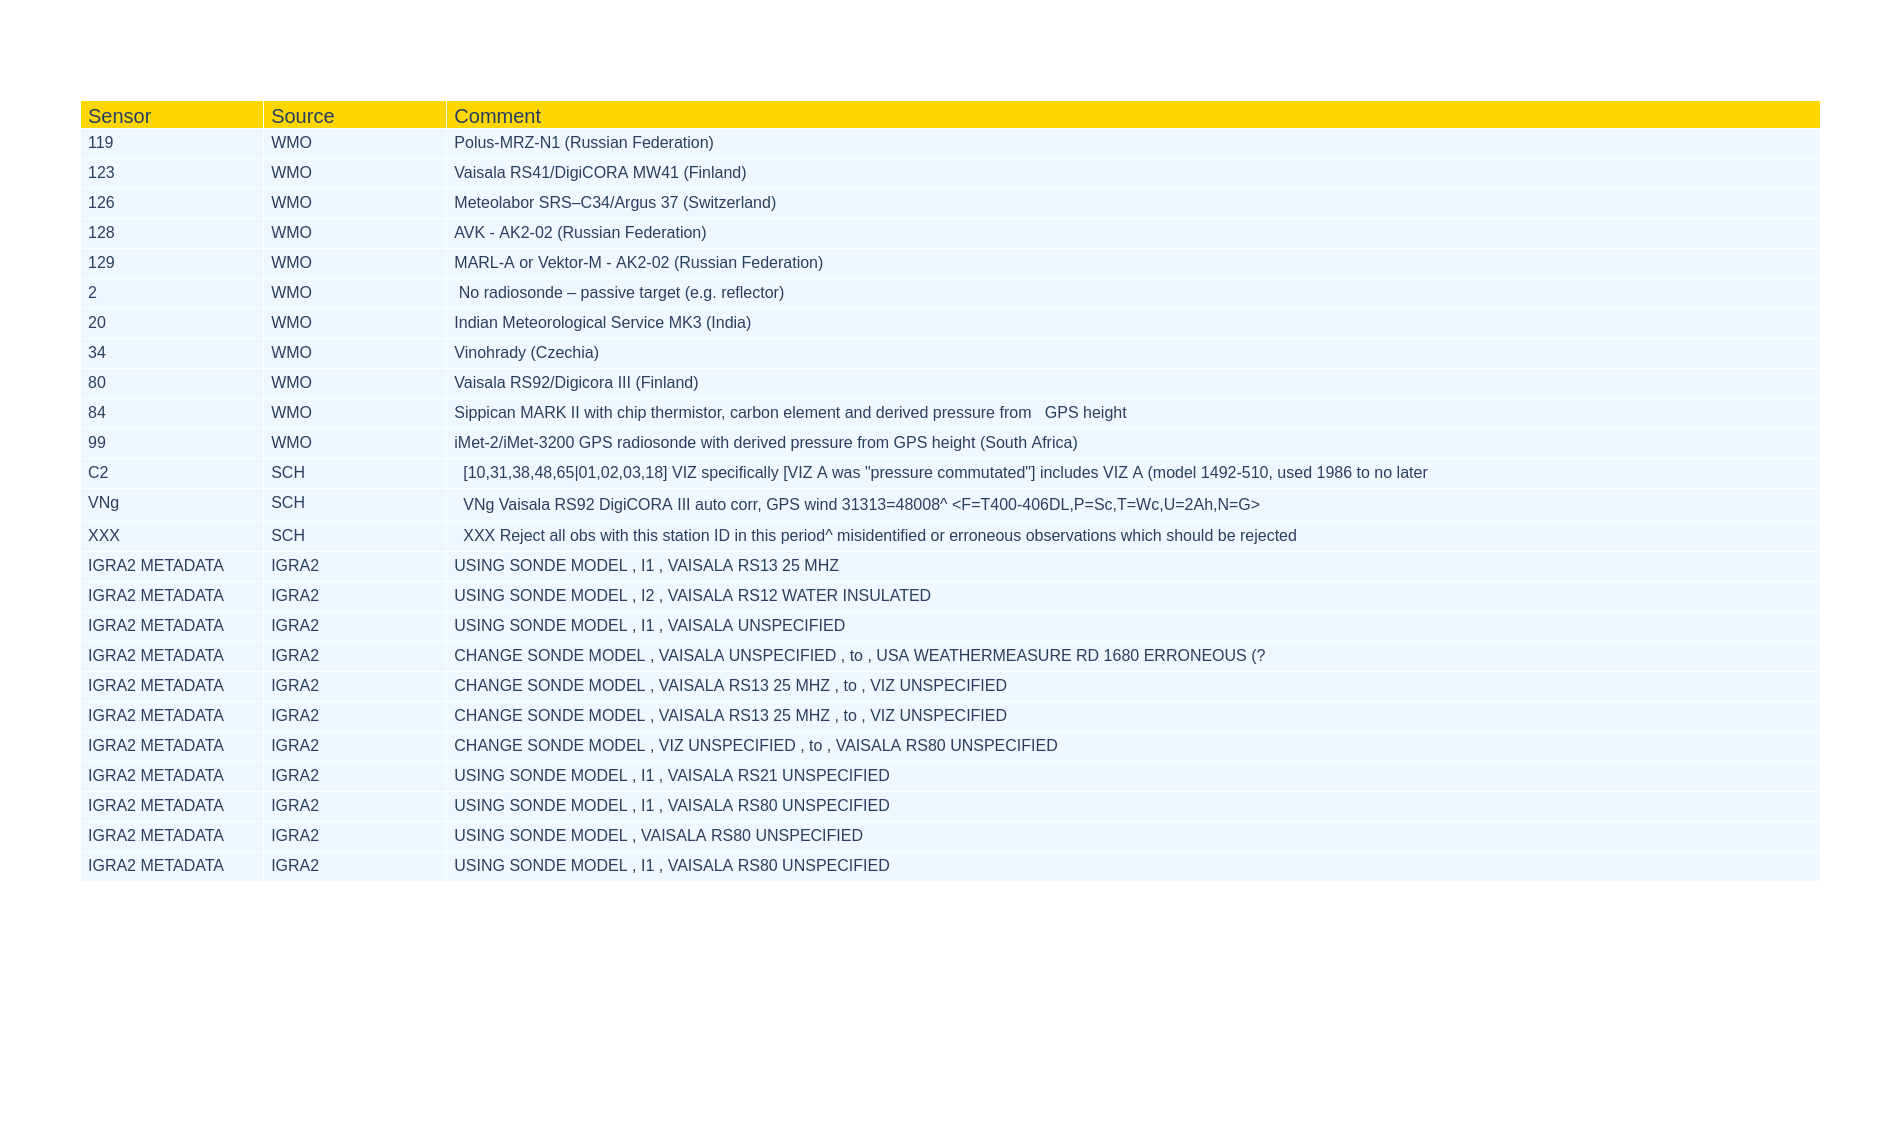 Sensor Source Comment
119 WMO Polus-MRZ-N1 (Russian Federation)
123 WMO Vaisala RS41/DigiCORA MW41 (Finland)
126 WMO Meteolabor SRS–C34/Argus 37 (Switzerland)
128 WMO AVK - AK2-02 (Russian Federation)
129 WMO MARL-A or Vektor-M - AK2-02 (Russian Federation)
2 WMO No radiosonde – passive target (e.g. reflector)
20 WMO Indian Meteorological Service MK3 (India)
34 WMO Vinohrady (Czechia)
80 WMO Vaisala RS92/Digicora III (Finland)
84 WMO Sippican MARK II with chip thermistor, carbon element and derived pressure from GPS height
99 WMO iMet-2/iMet-3200 GPS radiosonde with derived pressure from GPS height (South Africa)
C2 SCH [10,31,38,48,65|01,02,03,18] VIZ specifically [VIZ A was "pressure commutated"] includes VIZ A (model 1492-510, used 1986 to no later
VNg SCH VNg Vaisala RS92 DigiCORA III auto corr, GPS wind 31313=48008^ <F=T400-406DL,P=Sc,T=Wc,U=2Ah,N=G>
XXX SCH XXX Reject all obs with this station ID in this period^ misidentified or erroneous observations which should be rejected
IGRA2 METADATA IGRA2 USING SONDE MODEL , I1 , VAISALA RS13 25 MHZ
IGRA2 METADATA IGRA2 USING SONDE MODEL , I2 , VAISALA RS12 WATER INSULATED
IGRA2 METADATA IGRA2 USING SONDE MODEL , I1 , VAISALA UNSPECIFIED
IGRA2 METADATA IGRA2 CHANGE SONDE MODEL , VAISALA UNSPECIFIED , to , USA WEATHERMEASURE RD 1680 ERRONEOUS (?
IGRA2 METADATA IGRA2 CHANGE SONDE MODEL , VAISALA RS13 25 MHZ , to , VIZ UNSPECIFIED
IGRA2 METADATA IGRA2 CHANGE SONDE MODEL , VAISALA RS13 25 MHZ , to , VIZ UNSPECIFIED
IGRA2 METADATA IGRA2 CHANGE SONDE MODEL , VIZ UNSPECIFIED , to , VAISALA RS80 UNSPECIFIED
IGRA2 METADATA IGRA2 USING SONDE MODEL , I1 , VAISALA RS21 UNSPECIFIED
IGRA2 METADATA IGRA2 USING SONDE MODEL , I1 , VAISALA RS80 UNSPECIFIED
IGRA2 METADATA IGRA2 USING SONDE MODEL , VAISALA RS80 UNSPECIFIED
IGRA2 METADATA IGRA2 USING SONDE MODEL , I1 , VAISALA RS80 UNSPECIFIED